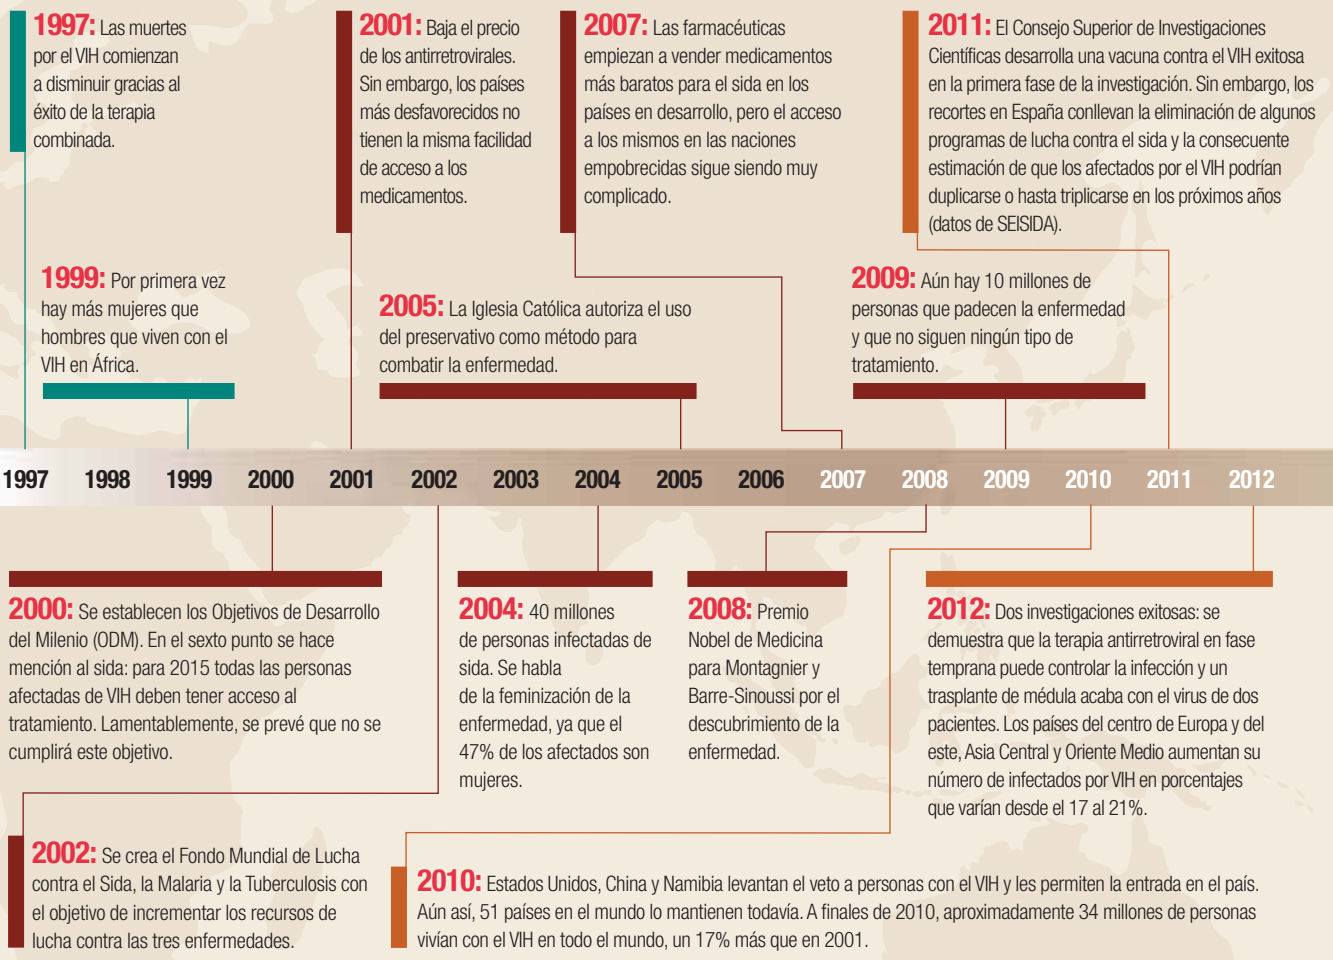 1997: Las muertes
por el VIH comienzan
a disminuir gracias al
éxito de la terapia
combinada.
2001: Baja el precio
de los antirretrovirales.
Sin embargo, los países
más desfavorecidos no
tienen la misma facilidad
de acceso a los
medicamentos.
2007: Las farmacéuticas
empiezan a vender medicamentos
más baratos para el sida en los
países en desarrollo, pero el acceso
a los mismos en las naciones
empobrecidas sigue siendo muy
complicado.
2011: El Consejo Superior de Investigaciones
Científicas desarrolla una vacuna contra el VIH exitosa
en la primera fase de la investigación. Sin embargo, los
recortes en España conllevan la eliminación de algunos
programas de lucha contra el sida y la consecuente
estimación de que los afectados por el VIH podrían
duplicarse o hasta triplicarse en los próximos años
(datos de SEISIDA).
1999: Por primera vez
hay más mujeres que
hombres que viven con el
VIH en África.
2005: La Iglesia Católica autoriza el uso
del preservativo como método para
combatir la enfermedad.
2009: Aún hay 10 millones de
personas que padecen la enfermedad
y que no siguen ningún tipo de
tratamiento.
1997 1998 1999 2000 2001 2002 2003 2004 2005 2006 2007 2008 2009 2010 2011 2012
2000: Se establecen los Objetivos de Desarrollo
del Milenio (ODM). En el sexto punto se hace
mención al sida: para 2015 todas las personas
afectadas de VIH deben tener acceso al
tratamiento. Lamentablemente, se prevé que no se
cumplirá este objetivo.
2004: 40 millones
de personas infectadas de
sida. Se habla
de la feminización de la
enfermedad, ya que el
47% de los afectados son
mujeres.
2008: Premio
Nobel de Medicina
para Montagnier y
Barre-Sinoussi por el
descubrimiento de la
enfermedad.
2012: Dos investigaciones exitosas: se
demuestra que la terapia antirretroviral en fase
temprana puede controlar la infección y un
trasplante de médula acaba con el virus de dos
pacientes. Los países del centro de Europa y del
este, Asia Central y Oriente Medio aumentan su
número de infectados por VIH en porcentajes
que varían desde el 17 al 21%.
2002: Se crea el Fondo Mundial de Lucha
contra el Sida, la Malaria y la Tuberculosis con
el objetivo de incrementar los recursos de
lucha contra las tres enfermedades.
2010: Estados Unidos, China y Namibia levantan el veto a personas con el VIH y les permiten la entrada en el país.
Aún así, 51 países en el mundo lo mantienen todavía. A finales de 2010, aproximadamente 34 millones de personas
vivían con el VIH en todo el mundo, un 17% más que en 2001.